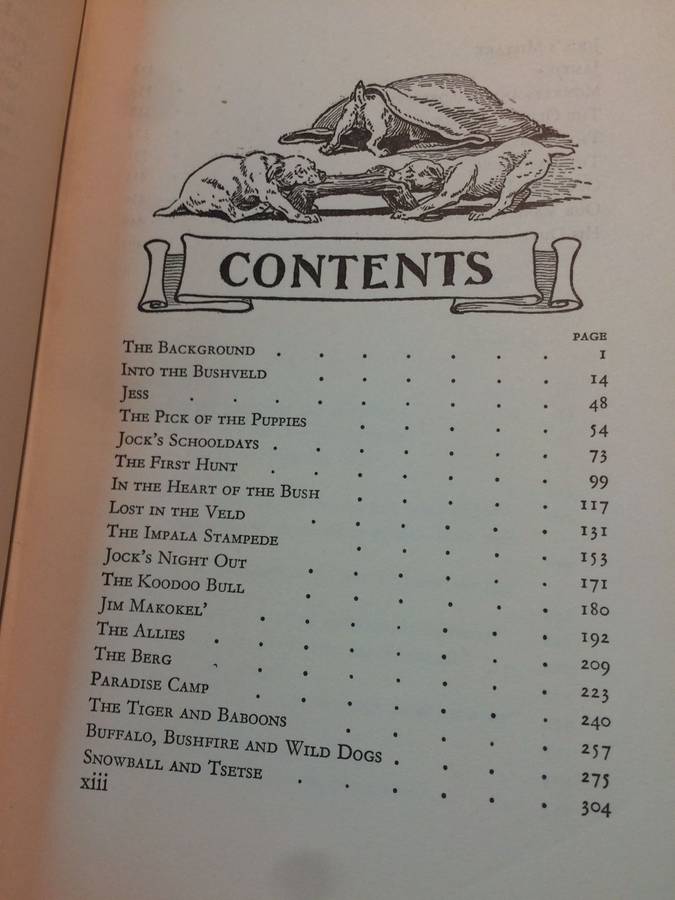 CONTENTS
PAGE
The Background . . . . . . . 1
Into the Bushveld . . . . . . 14
Jess . . . . . . . . . 48
The Pick of the Puppies . . . . . 54
Jock's Schooldays . . . . . . . 73
The First Hunt . . . . . . . 99
In the Heart of the Bush . . . . . 117
Lost in the Veld . . . . . . 131
The Impala Stampede . . . . . 153
Jock's Night Out . . . . . . 171
The Koodoo Bull . . . . . . 180
Jim Makokel' . . . . . . . 192
The Allies . . . . . . . . 209
The Berg . . . . . . . . 223
Paradise Camp . . . . . . . 240
The Tiger and Baboons . . . . . 257
Buffalo, Bushfire and Wild Dogs . . . . 275
Snowball and Tsetse . . . . . . 304
xiii